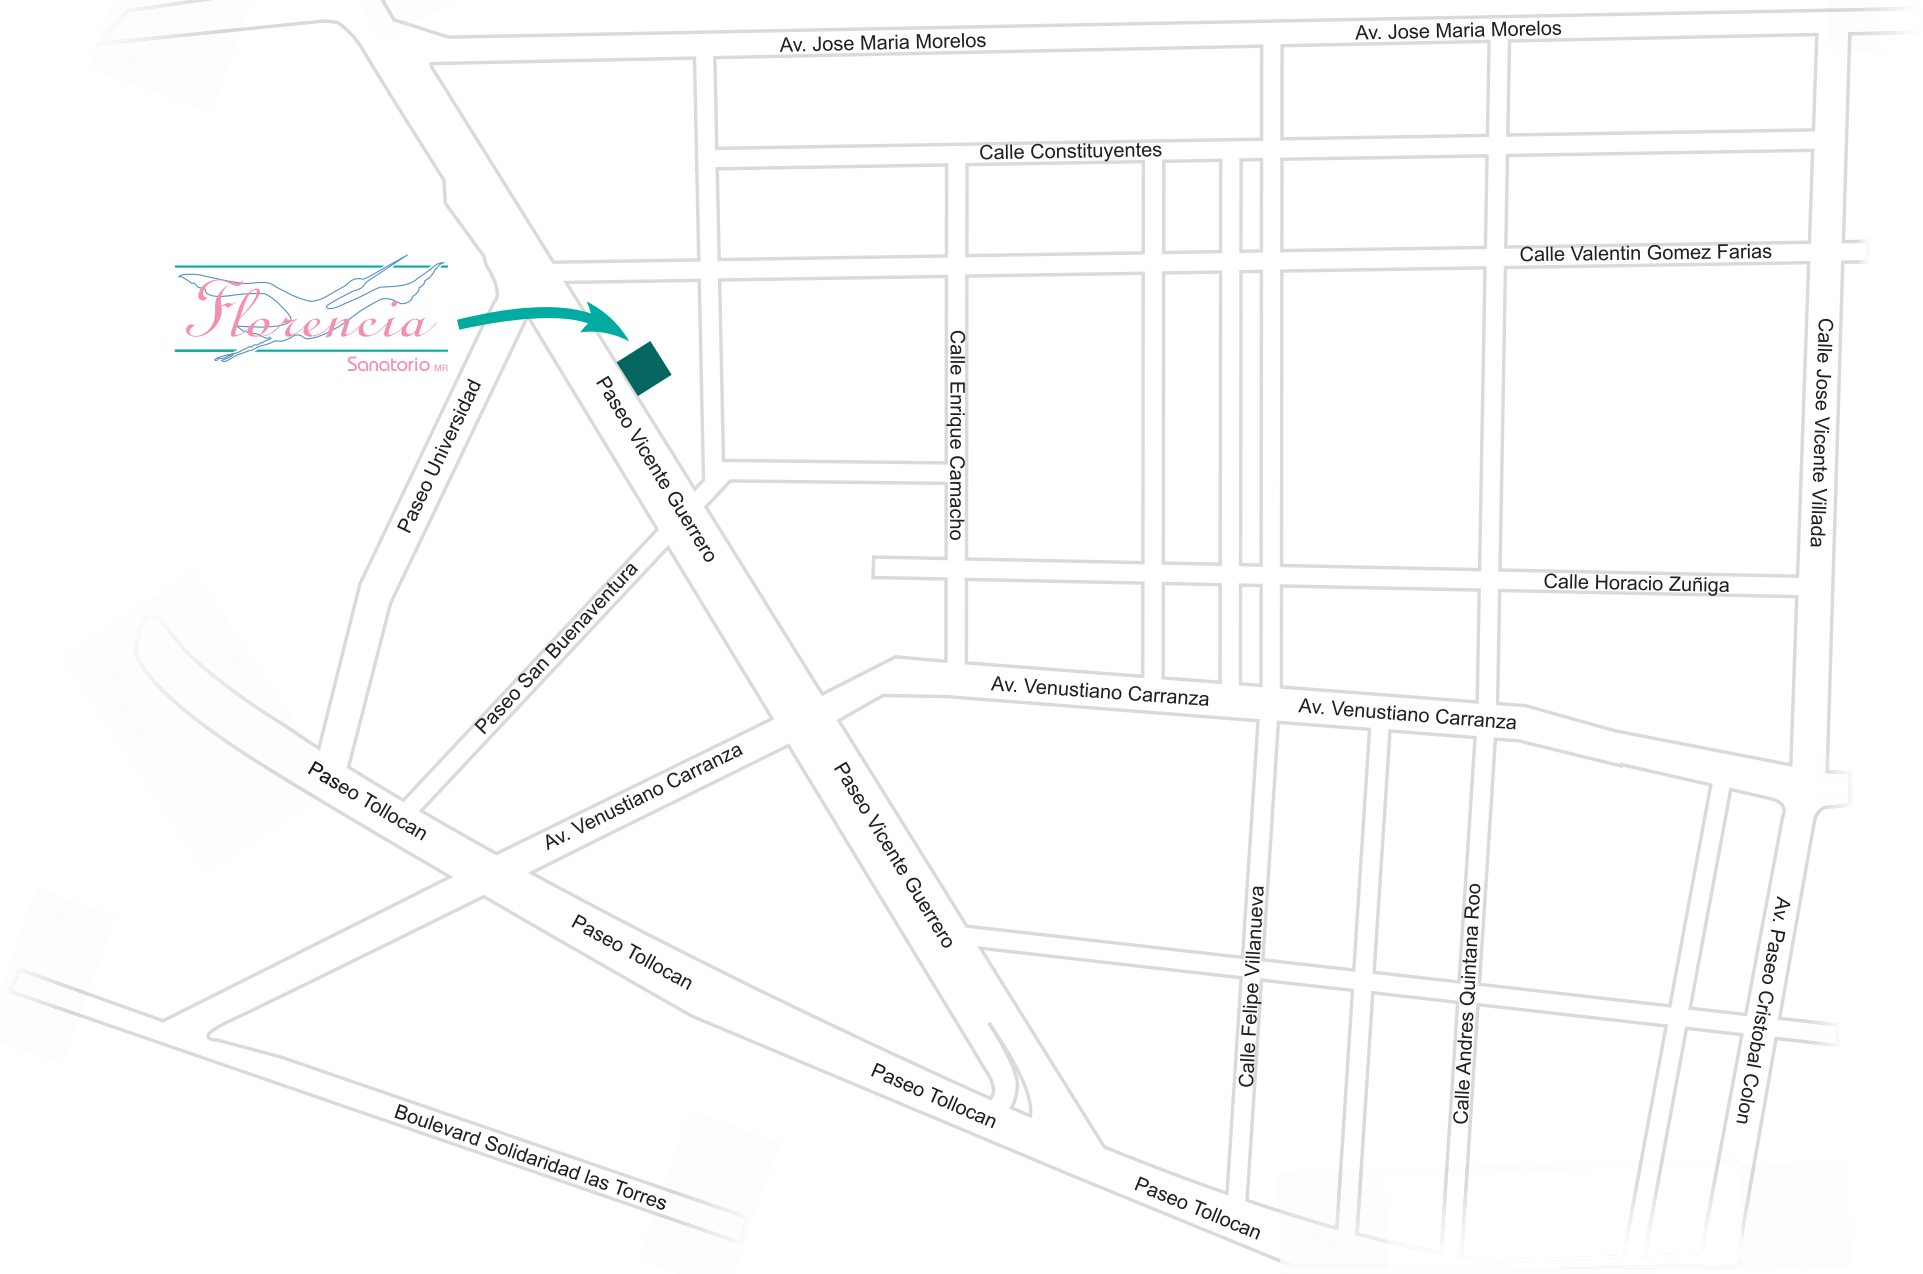 Av. Jose Maria Morelos
Av. Jose Maria Morelos
Calle Constituyentes
Calle Valentin Gomez Farias
Florencia
Sanatorio MR
Paseo Universidad
Paseo Vicente Guerrero
Calle Enrique Camacho
Calle Jose Vicente Villada
Calle Horacio Zuñiga
Paseo San Buenaventura
Av. Venustiano Carranza
Av. Venustiano Carranza
Av. Venustiano Carranza
Paseo Tollocan
Paseo Vicente Guerrero
Paseo Tollocan
Calle Felipe Villanueva
Calle Andres Quintana Roo
Av. Paseo Cristobal Colon
Paseo Tollocan
Boulevard Solidaridad las Torres
Paseo Tollocan